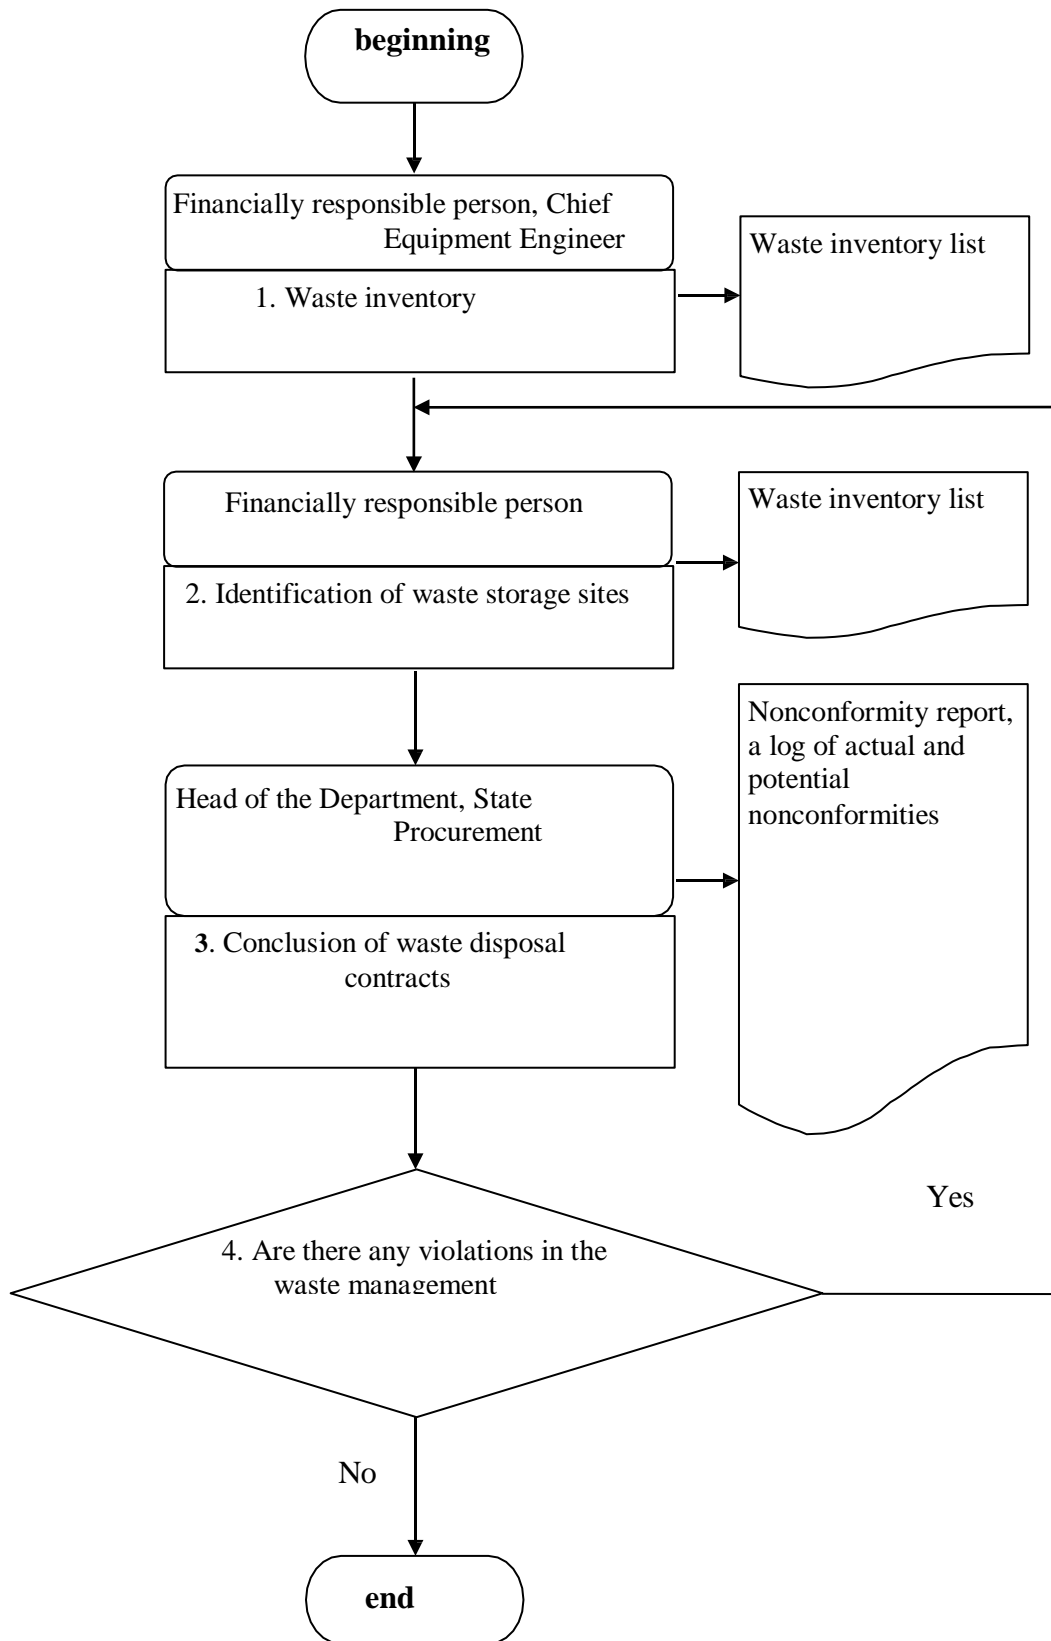 beginning
Financially responsible person, Chief
Equipment Engineer
1. Waste inventory
Waste inventory list
Financially responsible person
2. Identification of waste storage sites
Waste inventory list
Head of the Department, State
Procurement
3. Conclusion of waste disposal
contracts
Nonconformity report,
a log of actual and
potential
nonconformities
4. Are there any violations in the
waste management
Yes
No
end